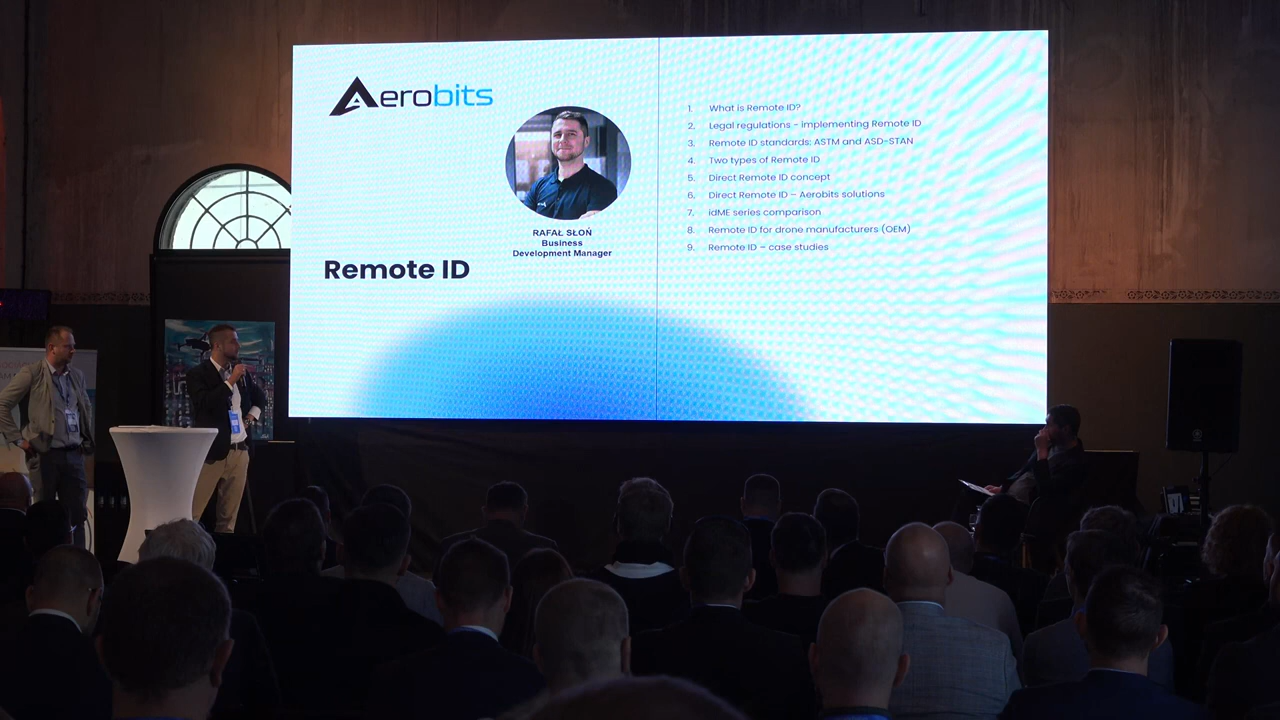 Aerobits
RAFAŁ SŁOŃ
Business
Development Manager
Remote ID
1. What is Remote ID?
2. Legal regulations - implementing Remote ID
3. Remote ID standards: ASTM and ASD-STAN
4. Two types of Remote ID
5. Direct Remote ID concept
6. Direct Remote ID – Aerobits solutions
7. idME series comparison
8. Remote ID for drone manufacturers (OEM)
9. Remote ID – case studies